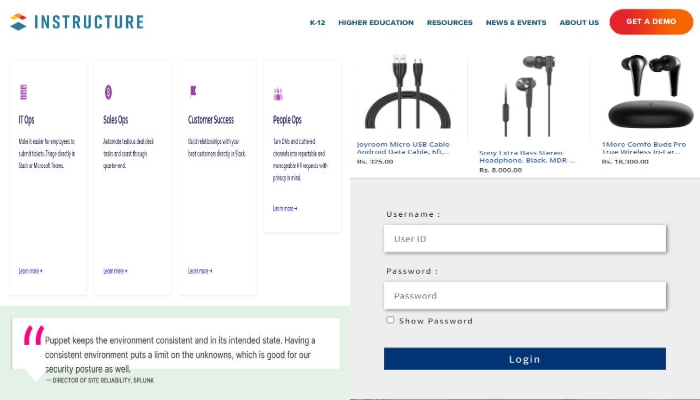 INSTRUCTURE
K-12 HIGHER EDUCATION RESOURCES NEWS & EVENTS ABOUT US GET A DEMO
IT Ops
Make it easier for employees to
submit tickets. Triage directly in
Slack or Microsoft Teams.
Learn more →
Sales Ops
Automate tedious deal desk
tasks and coast through
quarter-end.
Learn more →
Customer Success
Build relationships with your
best customers directly in Slack.
Learn more →
People Ops
Turn DMs and cluttered
channels into reportable and
manageable HR requests with
privacy in mind.
Learn more →
Joyroom Micro USB Cable
Android Data Cable, 6ft,...
Rs. 325.00
Sony Extra Bass Stereo
Headphone, Black, MDR ...
Rs. 8,000.00
1More Comfo Buds Pro
True Wireless In-Ear...
Rs. 18,300.00
Username :
User ID
Password :
Password
Show Password
Login
“ Puppet keeps the environment consistent and in its intended state. Having a
consistent environment puts a limit on the unknowns, which is good for our
security posture as well.
— DIRECTOR OF SITE RELIABILITY, SPLUNK